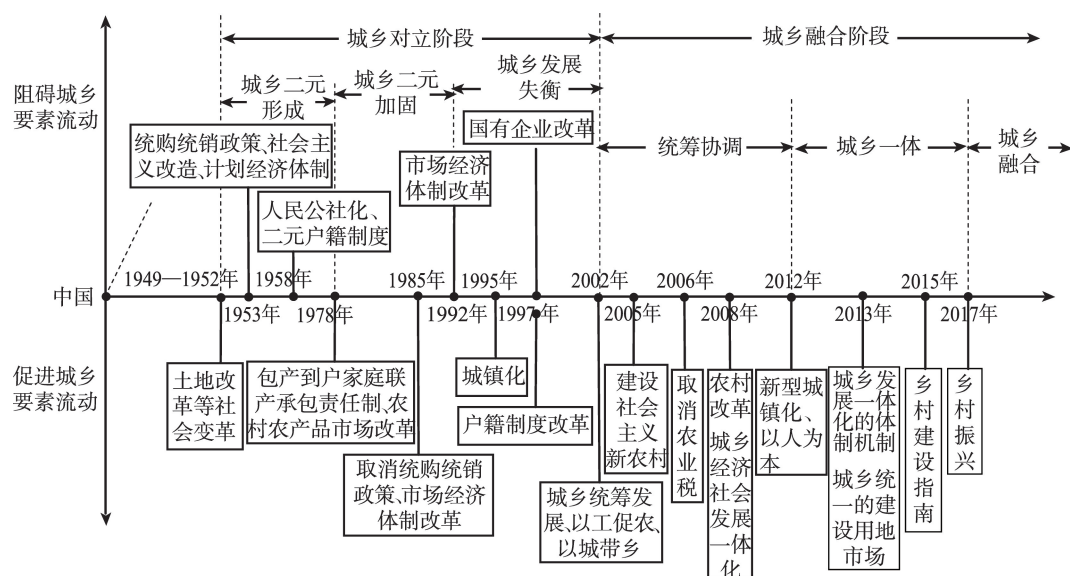 城乡对立阶段
城乡融合阶段
阻碍城乡
要素流动
城乡二元
形成
城乡二元
加固
城乡发展
失衡
统筹协调
城乡一体
城乡
融合
统购统销政策、社会主
义改造、计划经济体制
人民公社化、
二元户籍制度
市场经济
体制改革
国有企业改革
中国
1949—1952年
1953年
1958年
1978年
1985年
1992年
1995年
1997年
2002年
2005年
2006年
2008年
2012年
2013年
2015年
2017年
促进城乡
要素流动
土地改
革等社
会变革
包产到户家庭联
产承包责任制、农
村农产品市场改革
取消统购统销
政策、市场经济
体制改革
城镇化
户籍制度改革
城乡统筹发
展、以工促农、
以城带乡
建设
社会
主义
新农村
取消农业税
农村
改革
城乡
经济
社会
发展
一体
化
新型城
镇化、
以人为
本
城乡发
展一体
化的体
制机制
城乡统
一的建
设用地
市场
乡村建设指南
乡村振兴